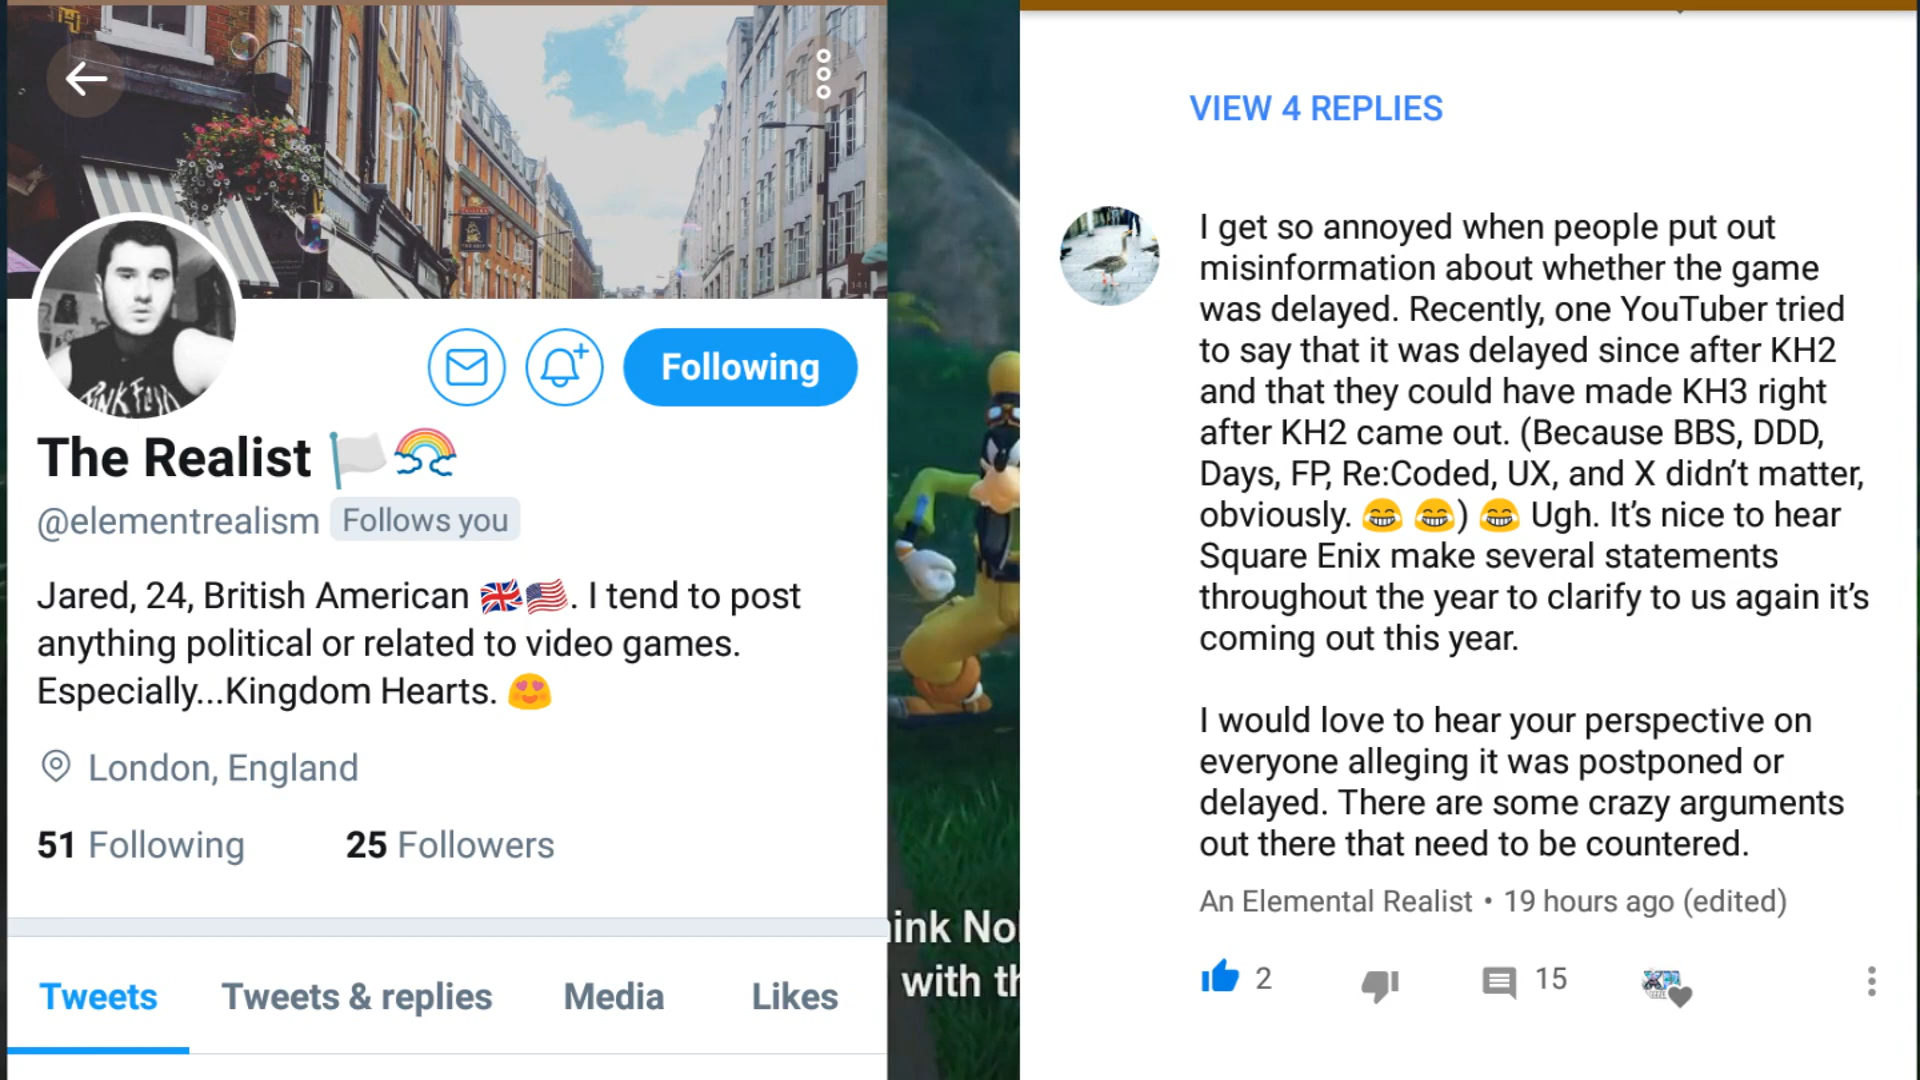 The Realist 🏳️🌈
@elementrealism Follows you
Following
Jared, 24, British American 🇬🇧🇺🇸. I tend to post
anything political or related to video games.
Especially...Kingdom Hearts. 😍
London, England
51 Following 25 Followers
Tweets Tweets & replies Media Likes
with
VIEW 4 REPLIES
I get so annoyed when people put out
misinformation about whether the game
was delayed. Recently, one YouTuber tried
to say that it was delayed since after KH2
and that they could have made KH3 right
after KH2 came out. (Because BBS, DDD,
Days, FP, Re:Coded, UX, and X didn't matter,
obviously. 😂 😂) 😂 Ugh. It's nice to hear
Square Enix make several statements
throughout the year to clarify to us again it's
coming out this year.
I would love to hear your perspective on
everyone alleging it was postponed or
delayed. There are some crazy arguments
out there that need to be countered.
An Elemental Realist • 19 hours ago (edited)
2 15